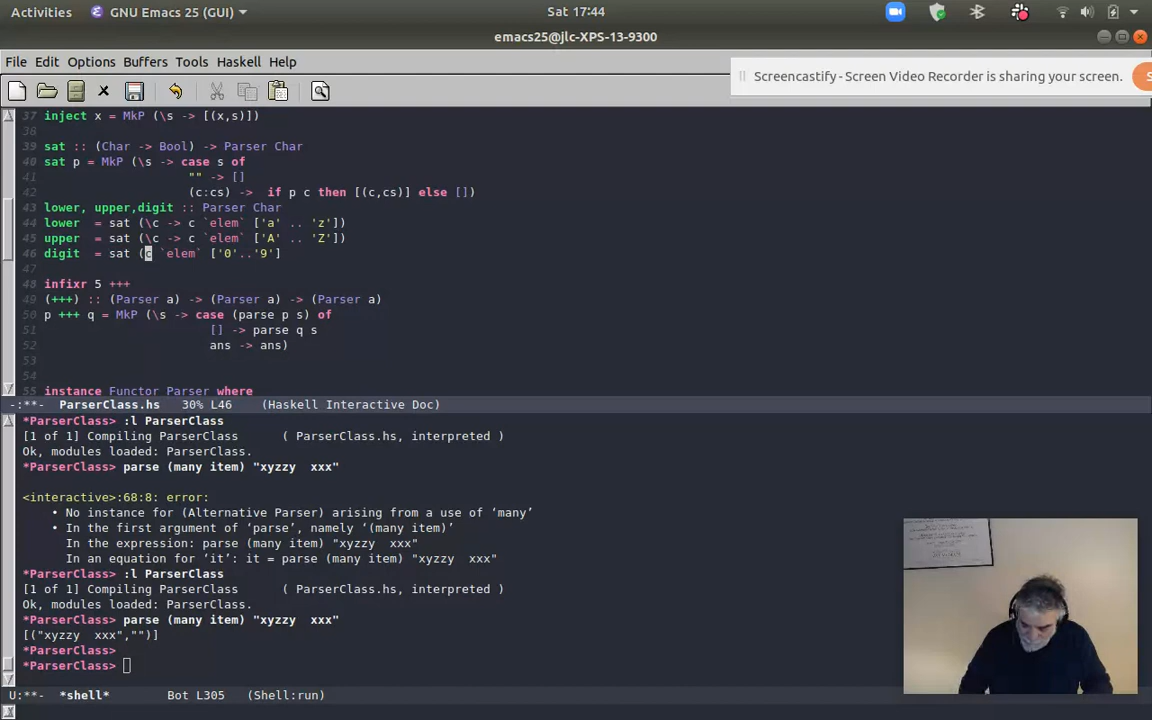 Activities GNU Emacs 25 (GUI) Sat 17:44
emacs25@jlc-XPS-13-9300
File Edit Options Buffers Tools Haskell Help
Screencastify - Screen Video Recorder is sharing your screen. S
37 inject x = MkP (\s -> [(x,s)])
38
39 sat :: (Char -> Bool) -> Parser Char
40 sat p = MkP (\s -> case s of
41 "" -> []
42 (c:cs) -> if p c then [(c,cs)] else [])
43 lower, upper,digit :: Parser Char
44 lower = sat (\c -> c `elem` ['a' .. 'z'])
45 upper = sat (\c -> c `elem` ['A' .. 'Z'])
46 digit = sat (c `elem` ['0'..'9']
47
48 infixr 5 +++
49 (+++) :: (Parser a) -> (Parser a) -> (Parser a)
50 p +++ q = MkP (\s -> case (parse p s) of
51 [] -> parse q s
52 ans -> ans)
53
54
55 instance Functor Parser where
-:**- ParserClass.hs 30% L46 (Haskell Interactive Doc)
*ParserClass> :l ParserClass
[1 of 1] Compiling ParserClass ( ParserClass.hs, interpreted )
Ok, modules loaded: ParserClass.
*ParserClass> parse (many item) "xyzzy  xxx"
<interactive>:68:8: error:
• No instance for (Alternative Parser) arising from a use of ‘many’
• In the first argument of ‘parse’, namely ‘(many item)’
In the expression: parse (many item) "xyzzy  xxx"
In an equation for ‘it’: it = parse (many item) "xyzzy  xxx"
*ParserClass> :l ParserClass
[1 of 1] Compiling ParserClass ( ParserClass.hs, interpreted )
Ok, modules loaded: ParserClass.
*ParserClass> parse (many item) "xyzzy  xxx"
[("xyzzy  xxx","")]
*ParserClass>
*ParserClass>
U:**- *shell* Bot L305 (Shell:run)